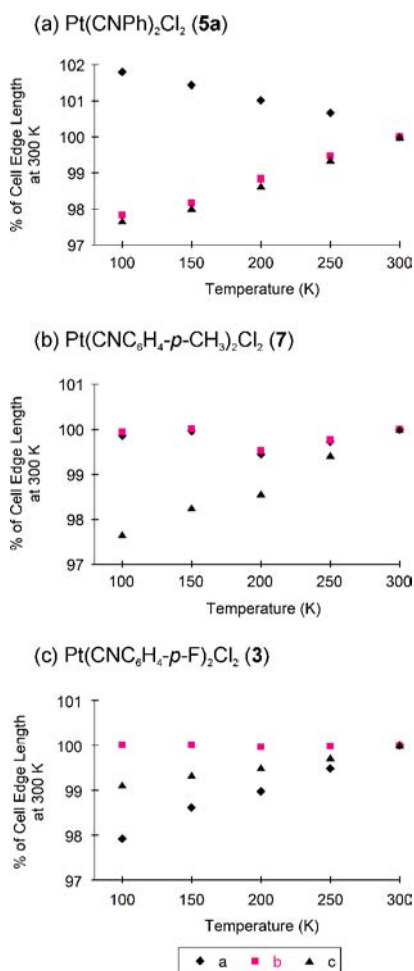 (a) Pt(CNPh)₂Cl₂ (5a)
% of Cell Edge Length
at 300 K
102
101
100
99
98
97
100 150 200 250 300
Temperature (K)
(b) Pt(CNC₆H₄-p-CH₃)₂Cl₂ (7)
% of Cell Edge Length
at 300 K
101
100
99
98
97
100 150 200 250 300
Temperature (K)
(c) Pt(CNC₆H₄-p-F)₂Cl₂ (3)
% of Cell Edge Length
at 300 K
101
100
99
98
97
100 150 200 250 300
Temperature (K)
a b c